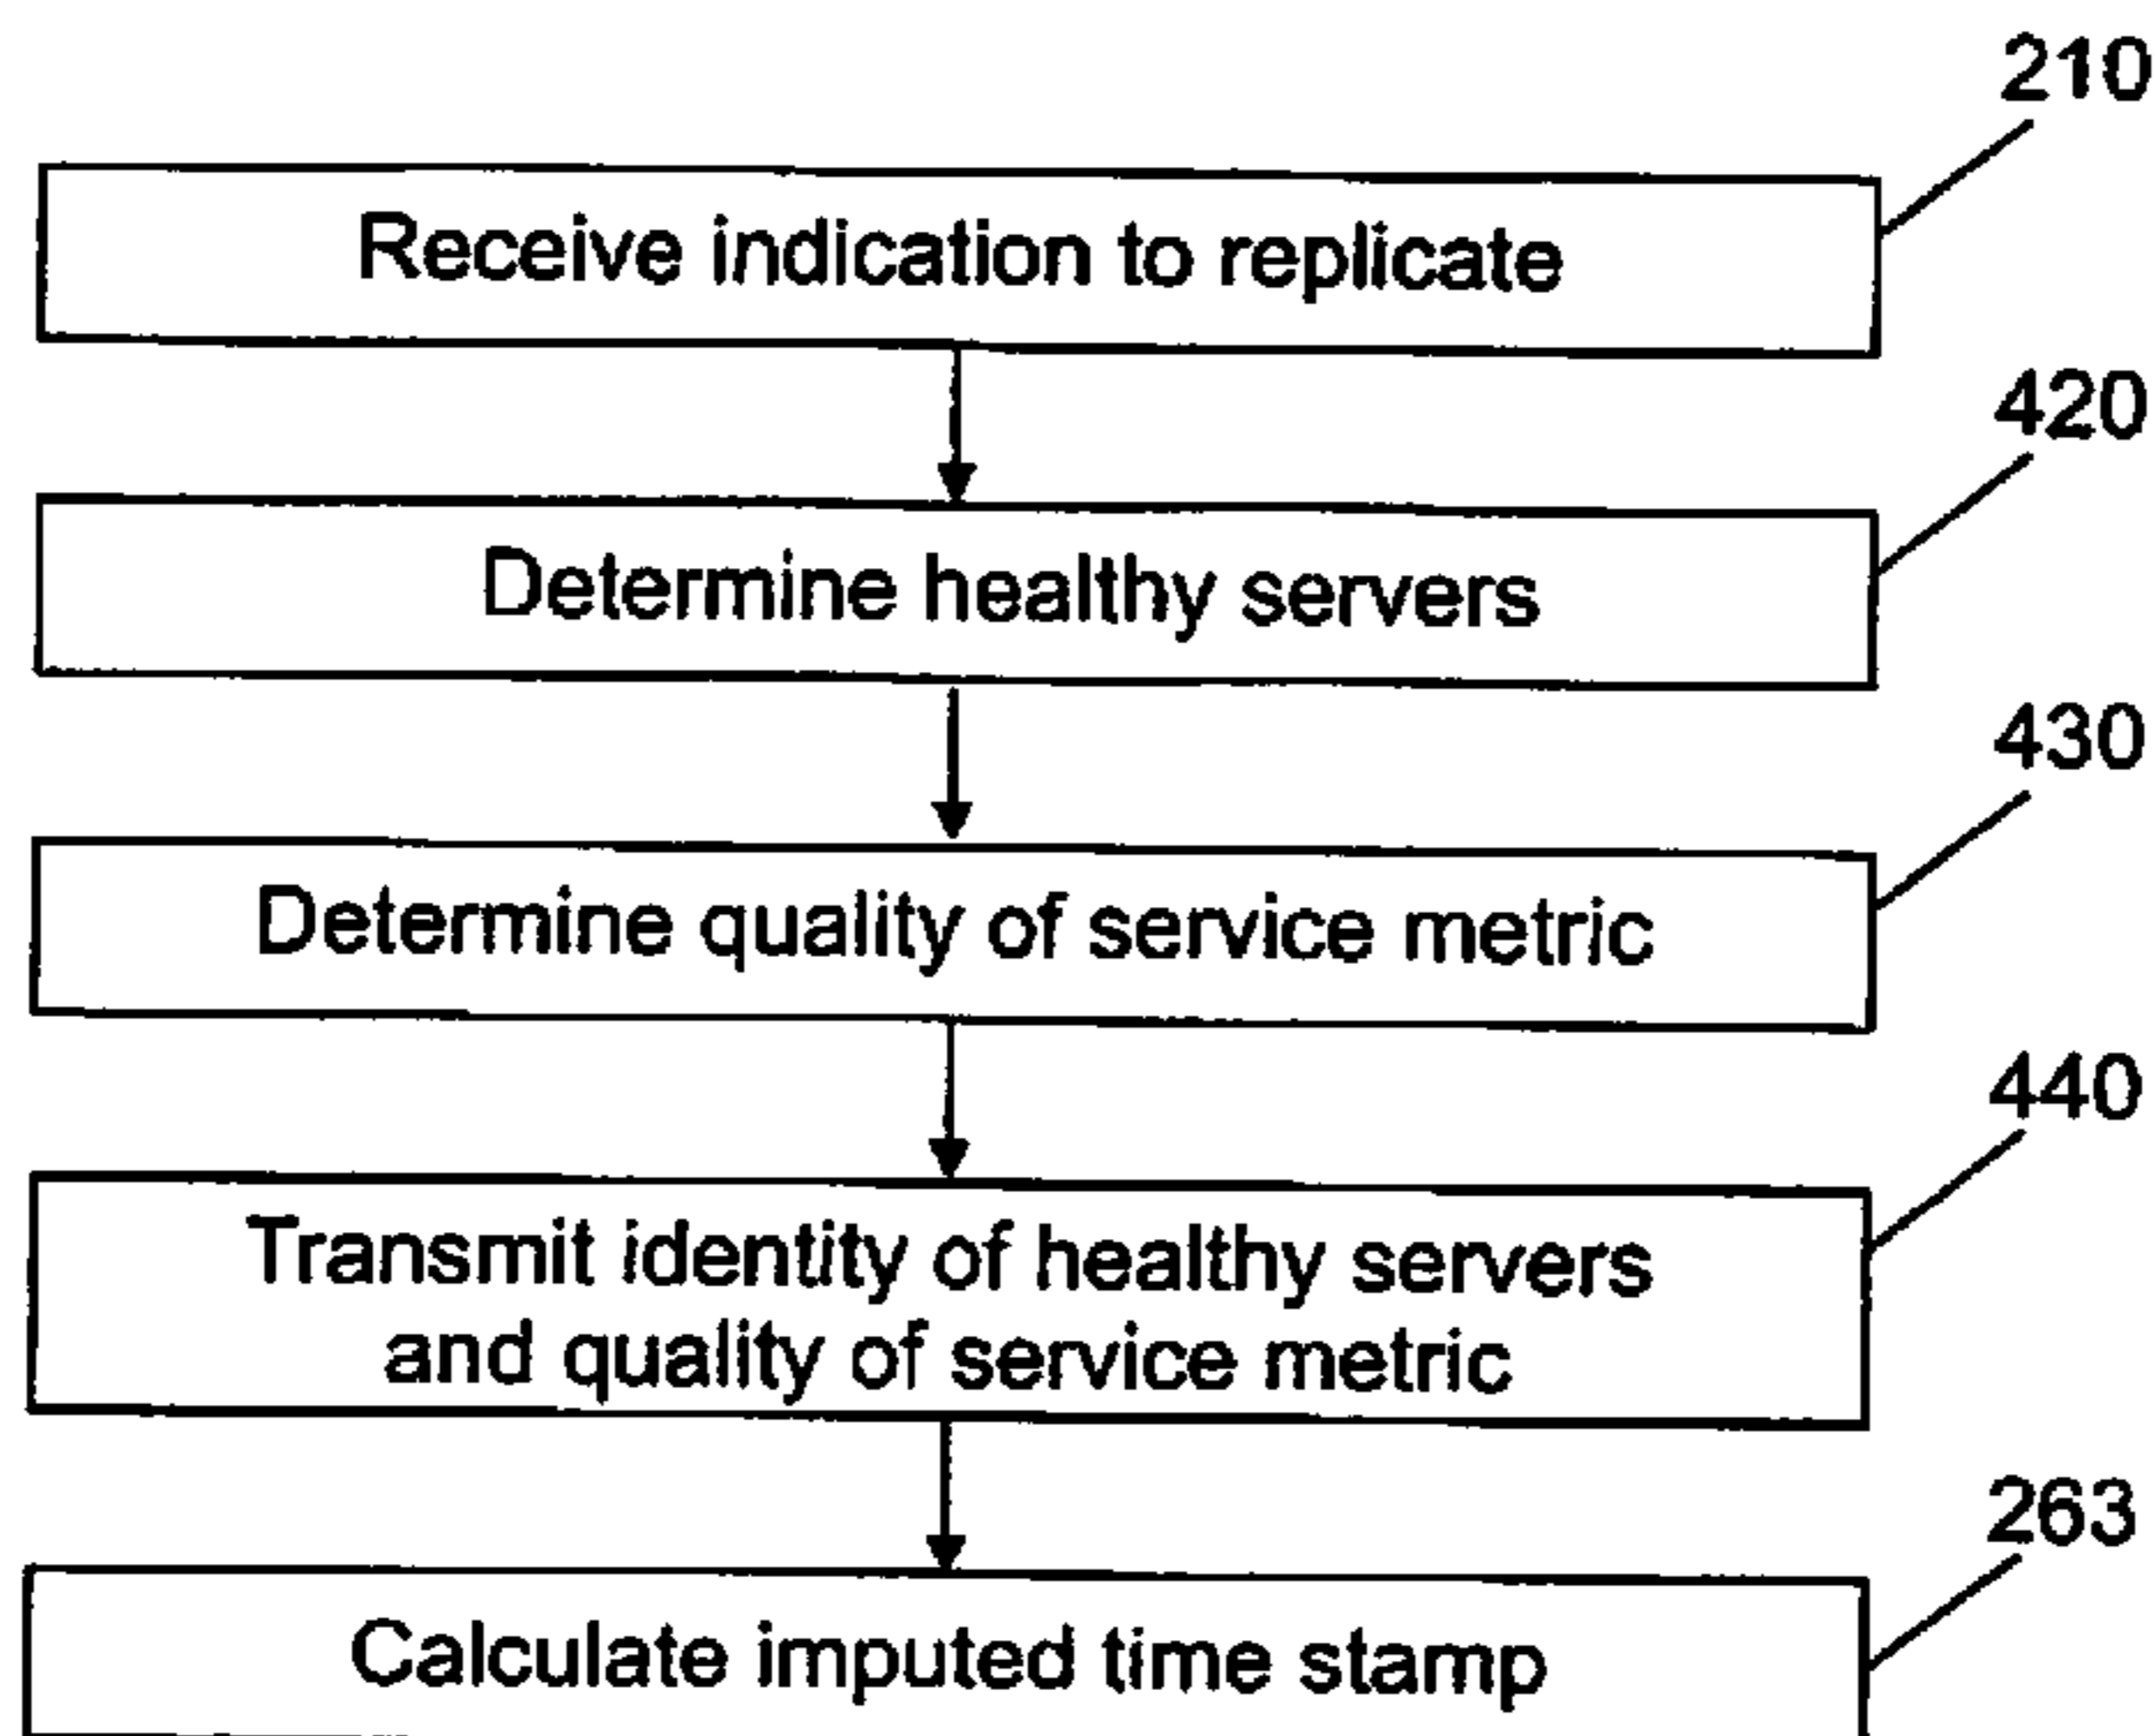 210
Receive indication to replicate
420
Determine healthy servers
430
Determine quality of service metric
440
Transmit identity of healthy servers
and quality of service metric
263
Calculate imputed time stamp